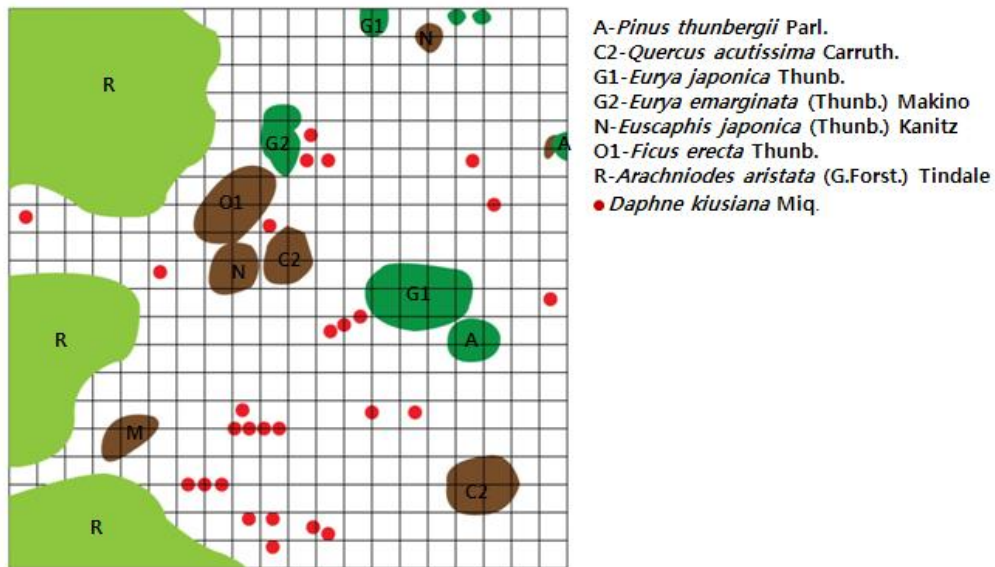 G1
N
R
G2
A
O1
N
C2
G1
R
A
M
C2
R
A-Pinus thunbergii Parl.
C2-Quercus acutissima Carruth.
G1-Eurya japonica Thunb.
G2-Eurya emarginata (Thunb.) Makino
N-Euscaphis japonica (Thunb.) Kanitz
O1-Ficus erecta Thunb.
R-Arachniodes aristata (G.Forst.) Tindale
Daphne kiusiana Miq.